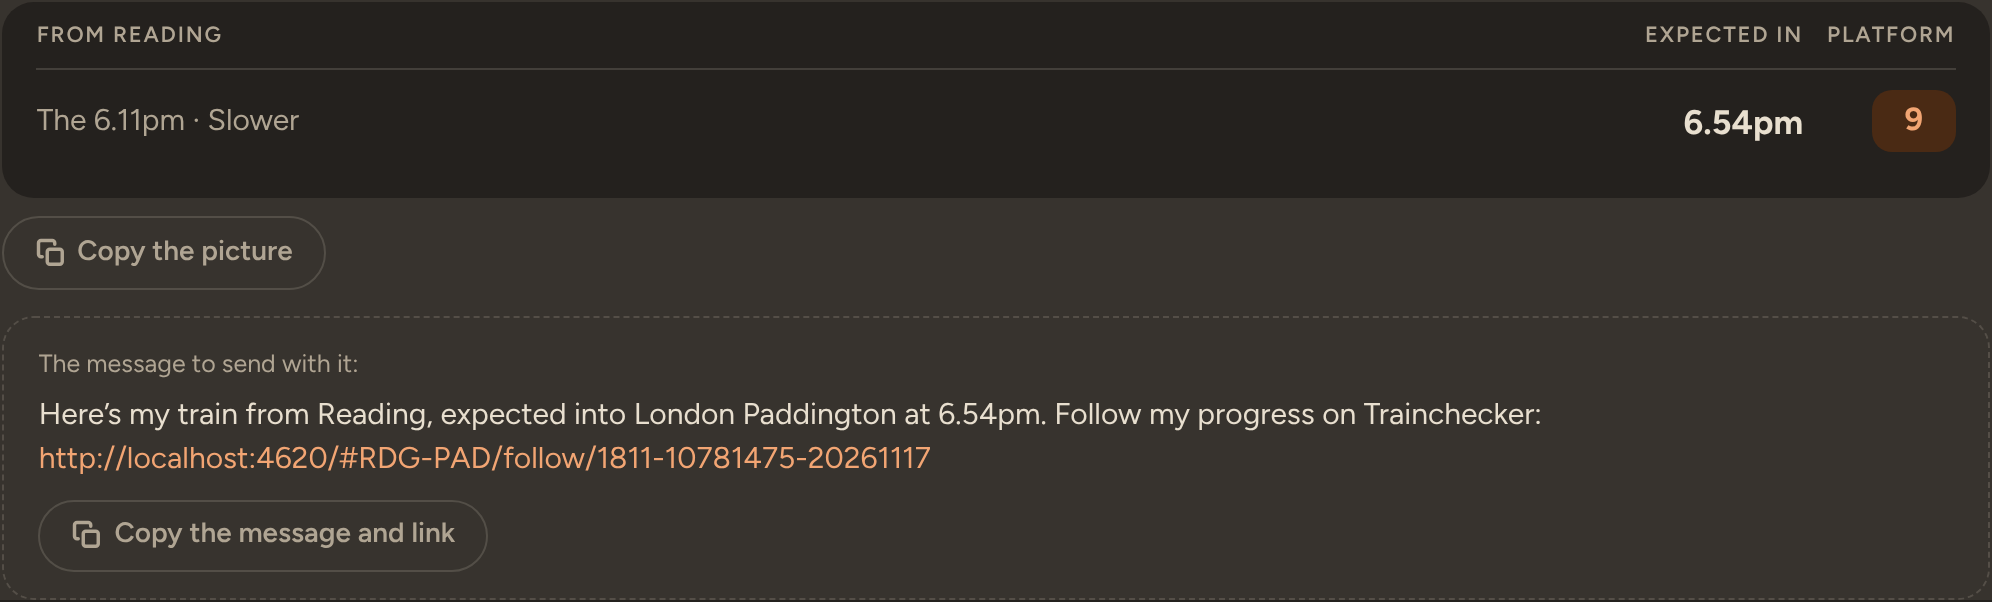 FROM READING EXPECTED IN PLATFORM
The 6.11pm · Slower 6.54pm 9
Copy the picture
The message to send with it:
Here’s my train from Reading, expected into London Paddington at 6.54pm. Follow my progress on Trainchecker:
http://localhost:4620/#RDG-PAD/follow/1811-10781475-20261117
Copy the message and link